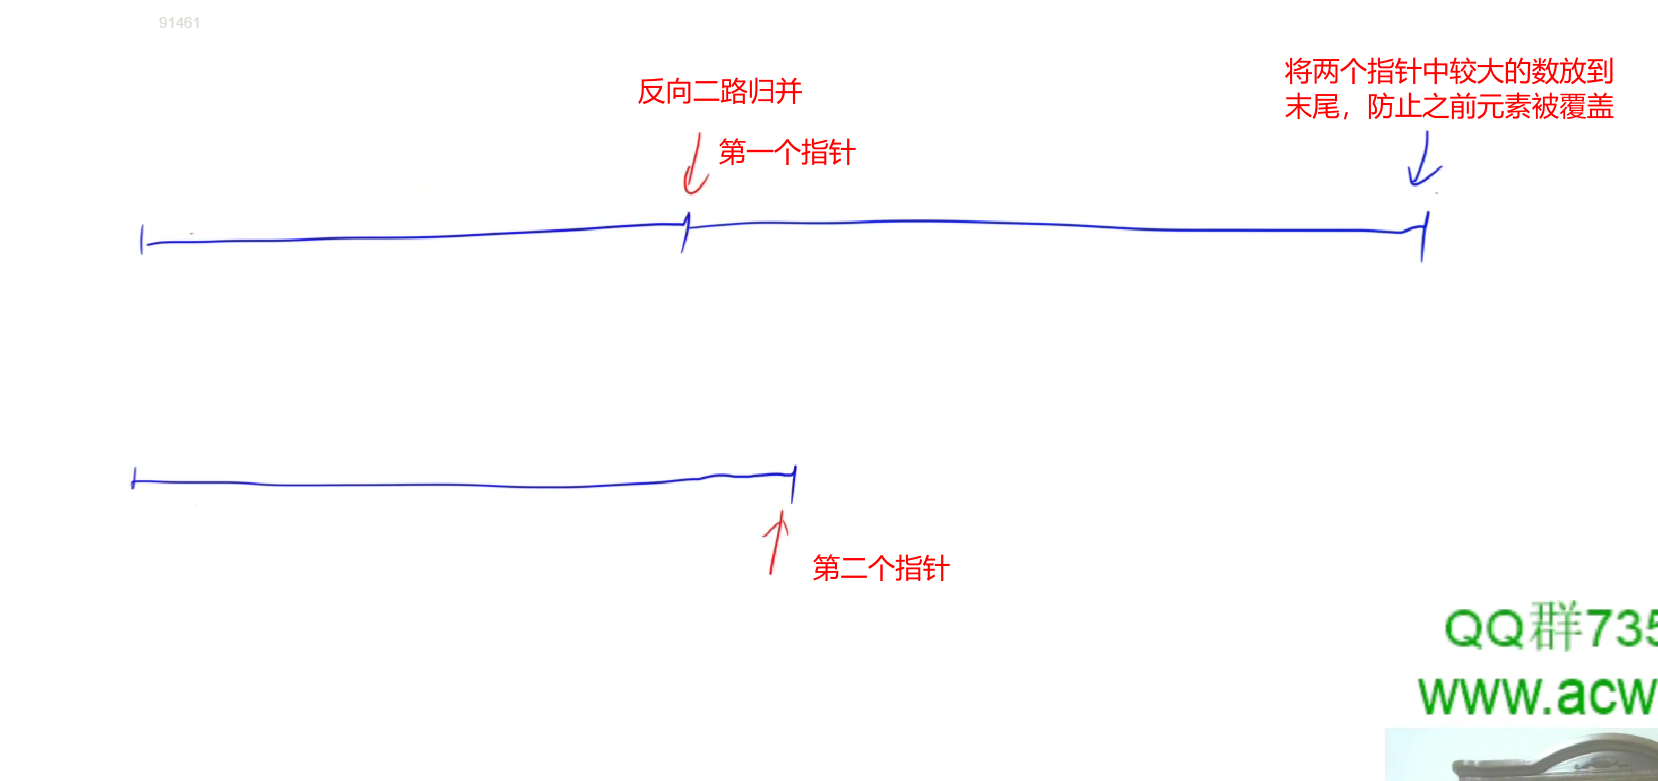 91461
反向二路归并
将两个指针中较大的数放到
末尾，防止之前元素被覆盖
第一个指针
第二个指针
QQ群735
www.acw